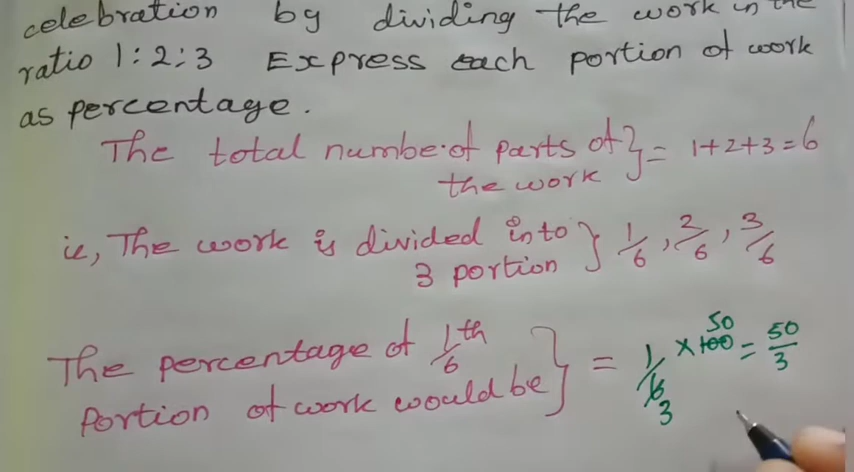 celebration by dividing the work in the
ratio 1:2:3 Express each portion of work
as percentage.
The total numbe. of parts of } = 1+2+3=6
the work
ie, The work is divided into } 1/6, 2/6, 3/6
3 portion
The percentage of 1/6th } = 1/6 × 100 = 50/3
portion of work would be
50
3